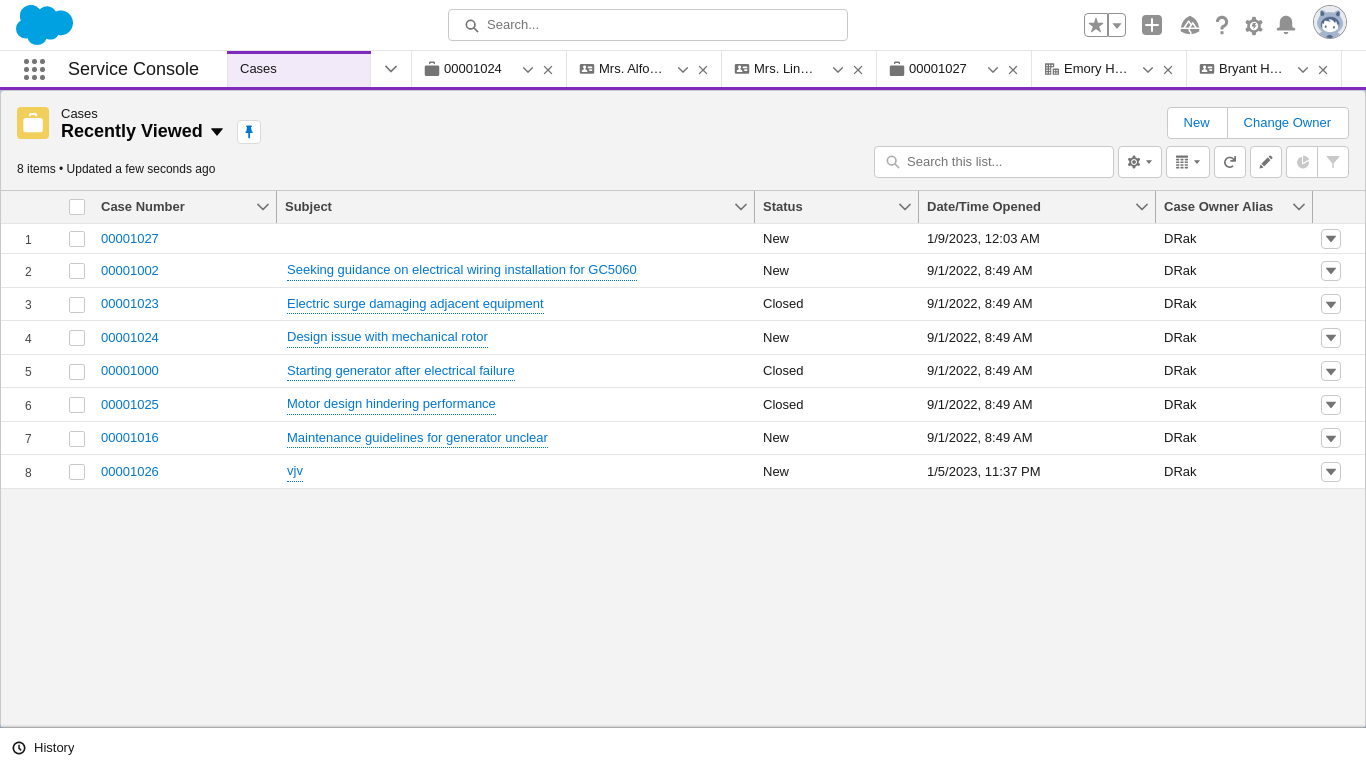 Search...
Service Console
Cases
00001024
Mrs. Alfo…
Mrs. Lin…
00001027
Emory H…
Bryant H…
Cases
Recently Viewed
New
Change Owner
8 items • Updated a few seconds ago
Search this list...
Case Number Subject Status Date/Time Opened Case Owner Alias
1 00001027 New 1/9/2023, 12:03 AM DRak
2 00001002 Seeking guidance on electrical wiring installation for GC5060 New 9/1/2022, 8:49 AM DRak
3 00001023 Electric surge damaging adjacent equipment Closed 9/1/2022, 8:49 AM DRak
4 00001024 Design issue with mechanical rotor New 9/1/2022, 8:49 AM DRak
5 00001000 Starting generator after electrical failure Closed 9/1/2022, 8:49 AM DRak
6 00001025 Motor design hindering performance Closed 9/1/2022, 8:49 AM DRak
7 00001016 Maintenance guidelines for generator unclear New 9/1/2022, 8:49 AM DRak
8 00001026 vjv New 1/5/2023, 11:37 PM DRak
History